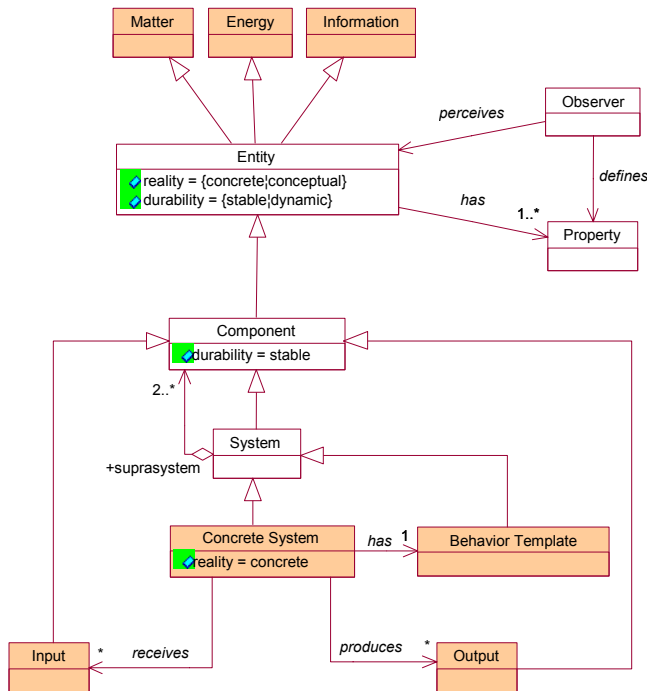 Matter
Energy
Information
Observer
perceives
Entity
reality = {concrete¦conceptual}
durability = {stable¦dynamic}
has
defines
1..*
Property
Component
durability = stable
2..*
System
+suprasystem
Concrete System
reality = concrete
has
1
Behavior Template
Input
*
receives
produces
*
Output